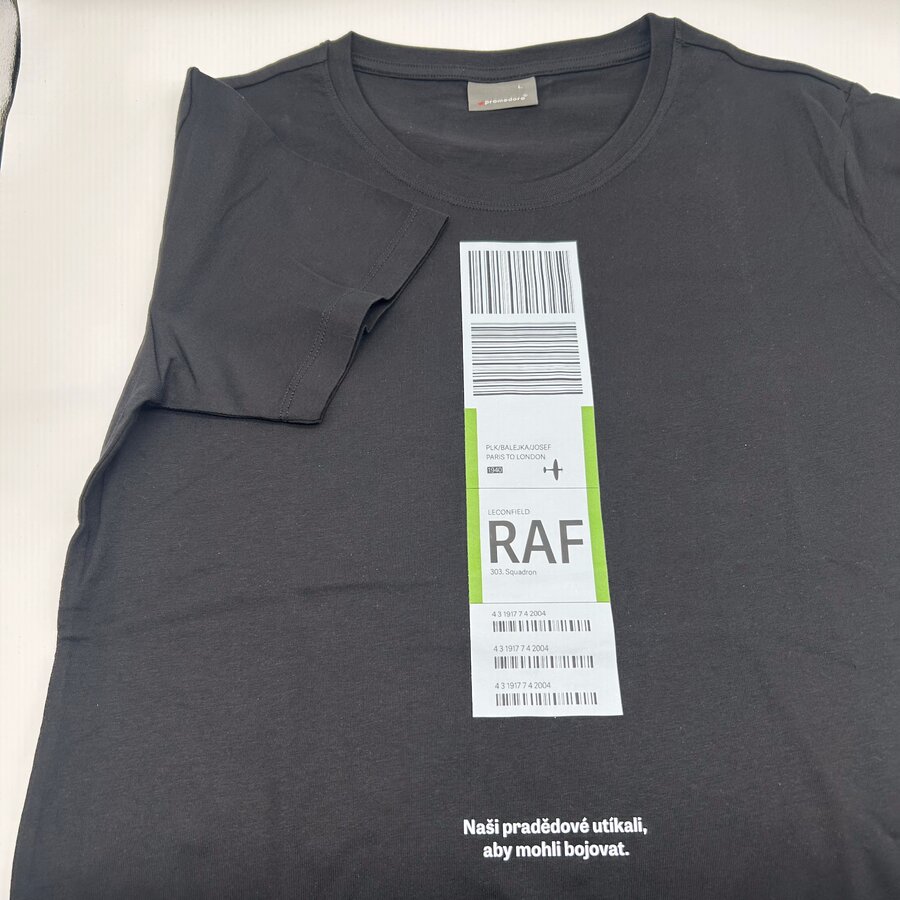 L
promodoro®
PLK/BALEJKA/JOSEF
PARIS TO LONDON
1940
LECONFIELD
RAF
303. Squadron
4 3 1917 7 4 2004
4 3 1917 7 4 2004
4 3 1917 7 4 2004
Naši pradědové utíkali,
aby mohli bojovat.